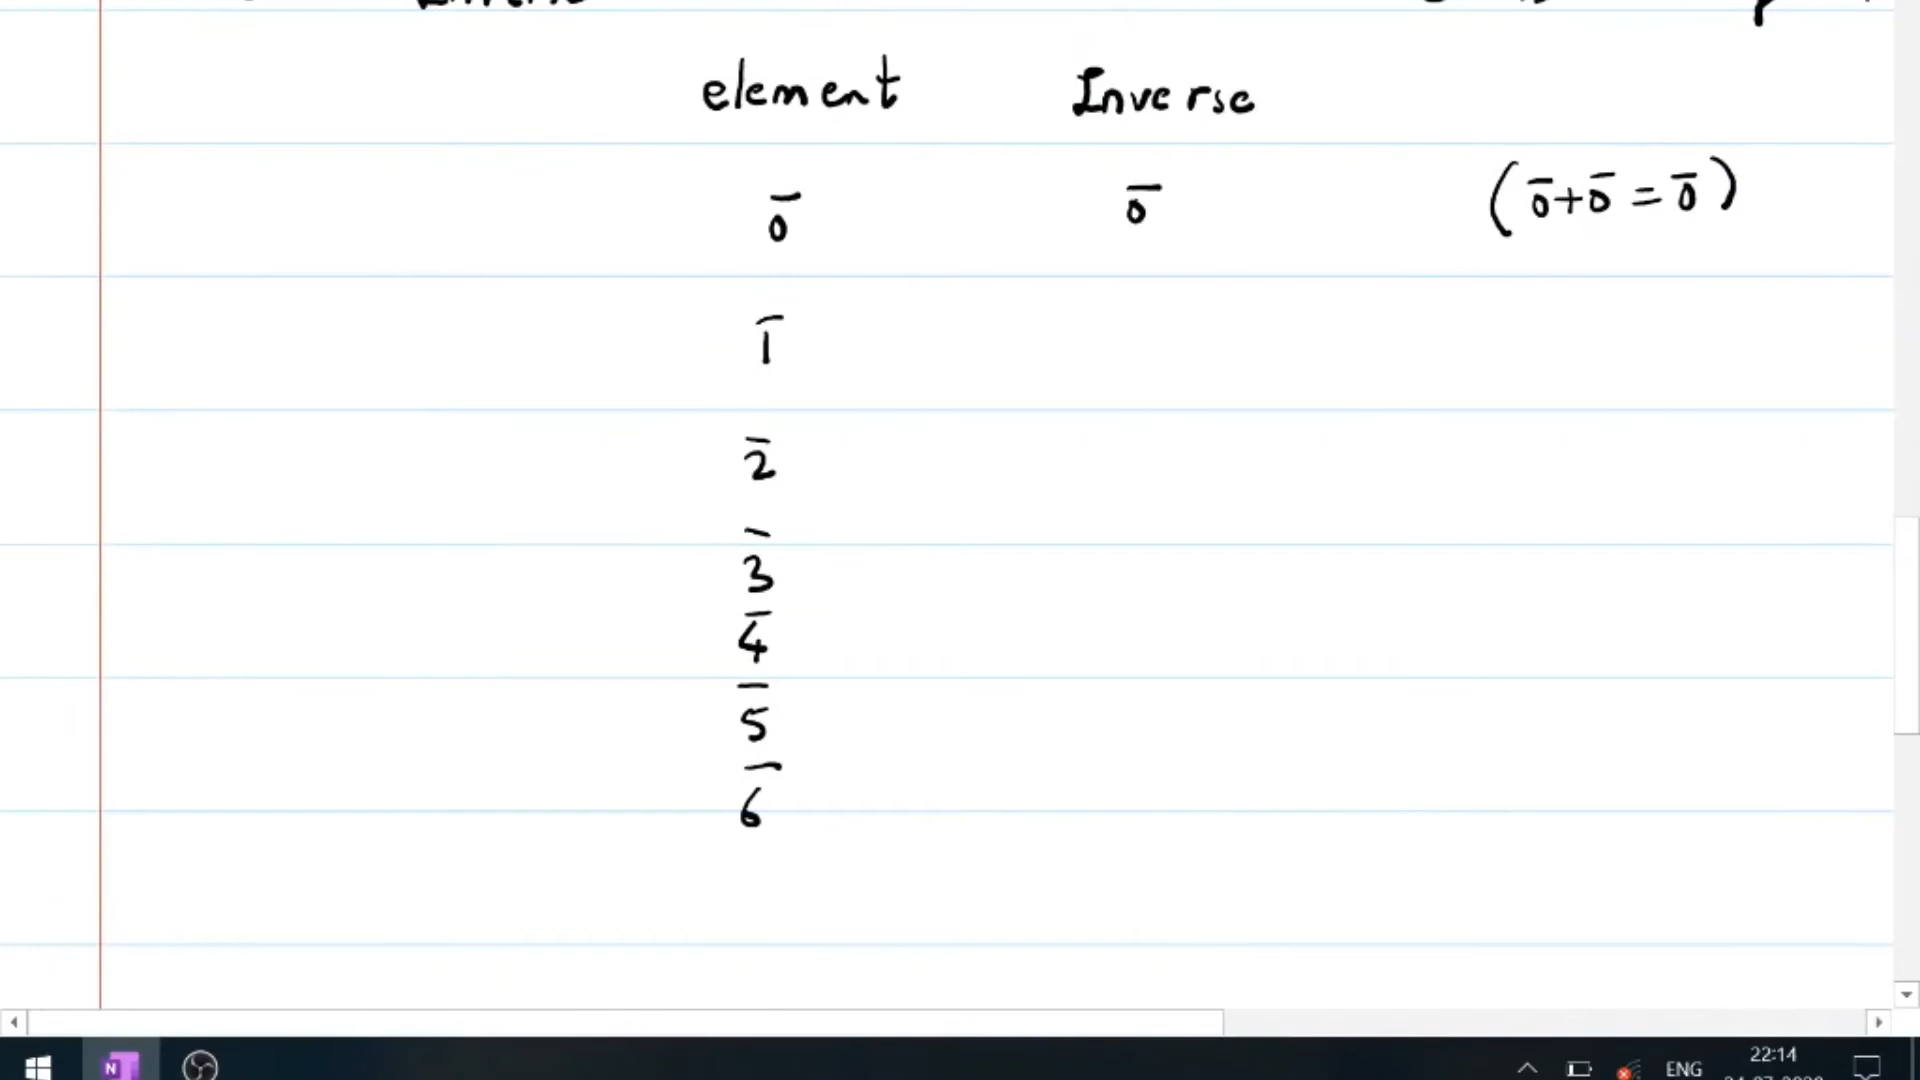 element Inverse
0̄ 0̄ (0̄+0̄ = 0̄)
1̄
2̄
3̄
4̄
5̄
6̄
ENG 22:14